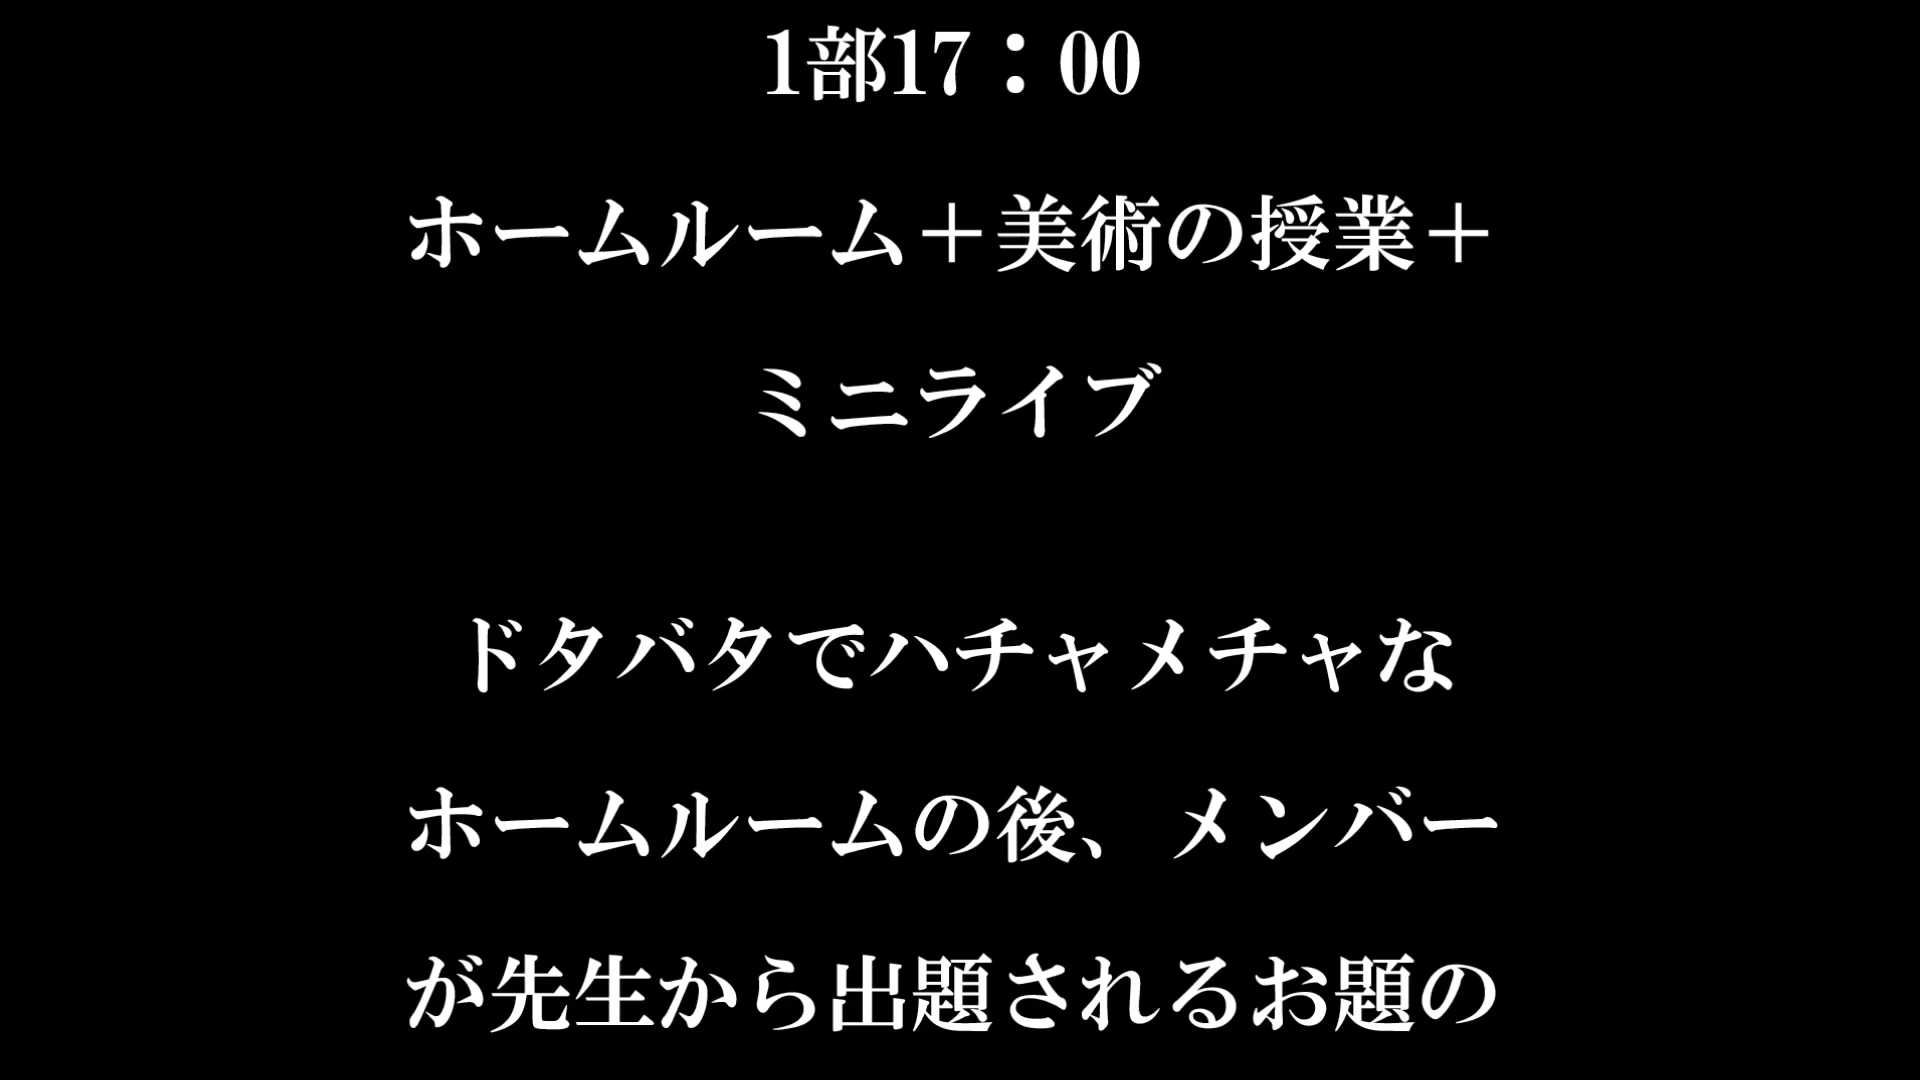 1部17：00
ホームルーム＋美術の授業＋
ミニライブ
ドタバタでハチャメチャな
ホームルームの後、メンバー
が先生から出題されるお題の